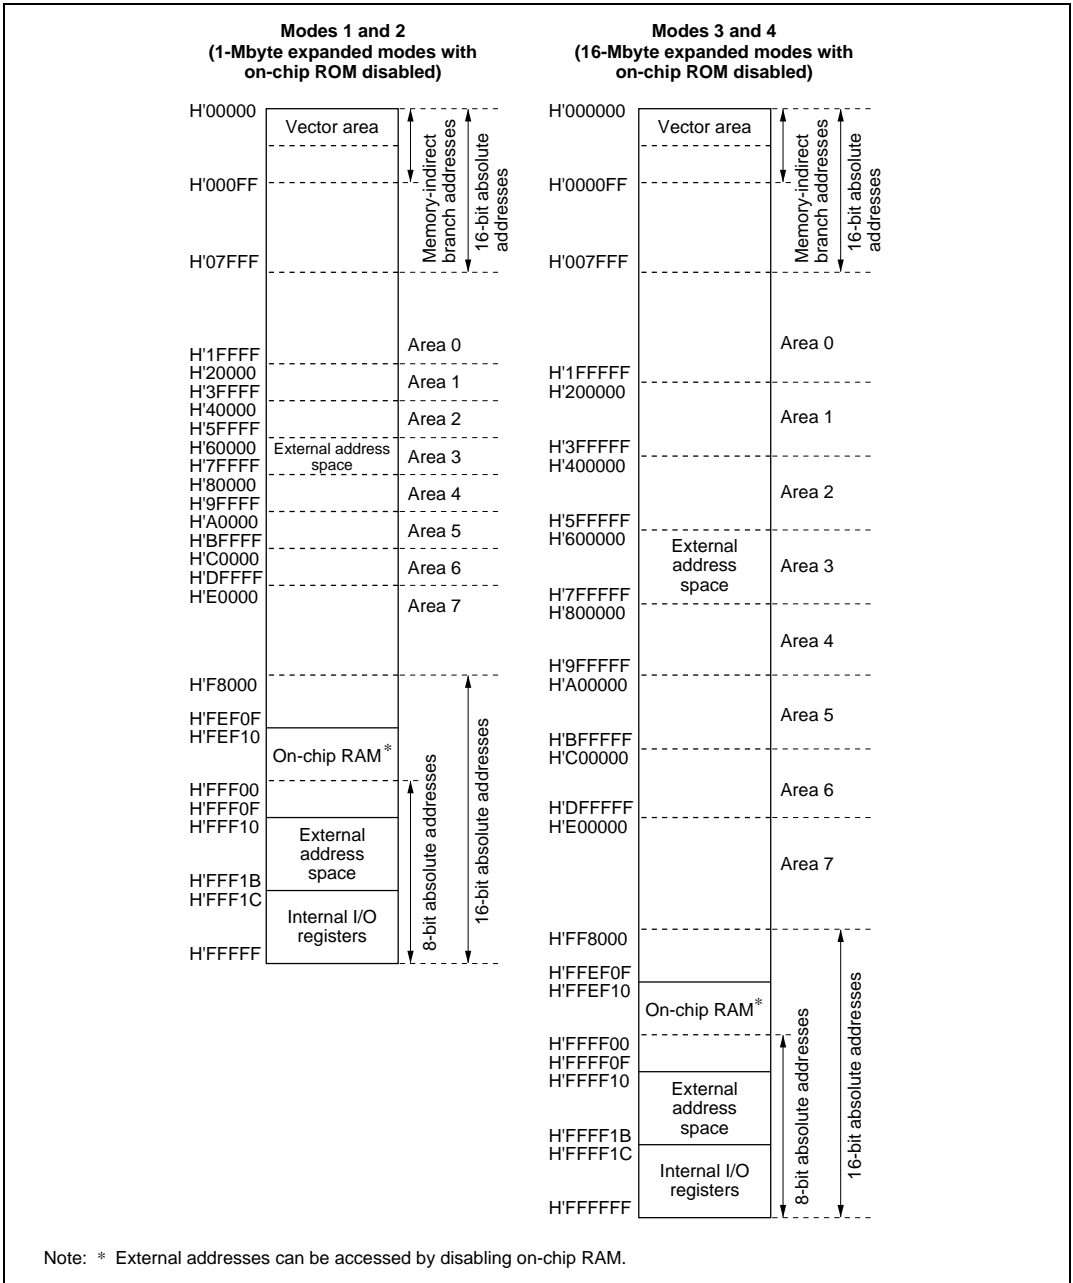 Modes 1 and 2
(1-Mbyte expanded modes with
on-chip ROM disabled)
H'00000
Vector area
H'000FF
H'07FFF
Memory-indirect
branch addresses
16-bit absolute
addresses
H'1FFFF
Area 0
H'20000
H'3FFFF
Area 1
H'40000
H'5FFFF
Area 2
H'60000
H'7FFFF
External address
space
Area 3
H'80000
H'9FFFF
Area 4
H'A0000
H'BFFFF
Area 5
H'C0000
H'DFFFF
Area 6
H'E0000
Area 7
H'F8000
H'FEF0F
H'FEF10
On-chip RAM*
H'FFF00
H'FFF0F
H'FFF10
External
address
space
H'FFF1B
H'FFF1C
Internal I/O
registers
H'FFFFF
8-bit absolute addresses
16-bit absolute addresses
Modes 3 and 4
(16-Mbyte expanded modes with
on-chip ROM disabled)
H'000000
Vector area
H'0000FF
H'007FFF
Memory-indirect
branch addresses
16-bit absolute
addresses
Area 0
H'1FFFFF
H'200000
Area 1
H'3FFFFF
H'400000
Area 2
H'5FFFFF
H'600000
External
address
space
Area 3
H'7FFFFF
H'800000
Area 4
H'9FFFFF
H'A00000
Area 5
H'BFFFFF
H'C00000
Area 6
H'DFFFFF
H'E00000
Area 7
H'FF8000
H'FFEF0F
H'FFEF10
On-chip RAM*
H'FFFF00
H'FFFF0F
H'FFFF10
External
address
space
H'FFFF1B
H'FFFF1C
Internal I/O
registers
H'FFFFFF
8-bit absolute addresses
16-bit absolute addresses
Note: * External addresses can be accessed by disabling on-chip RAM.